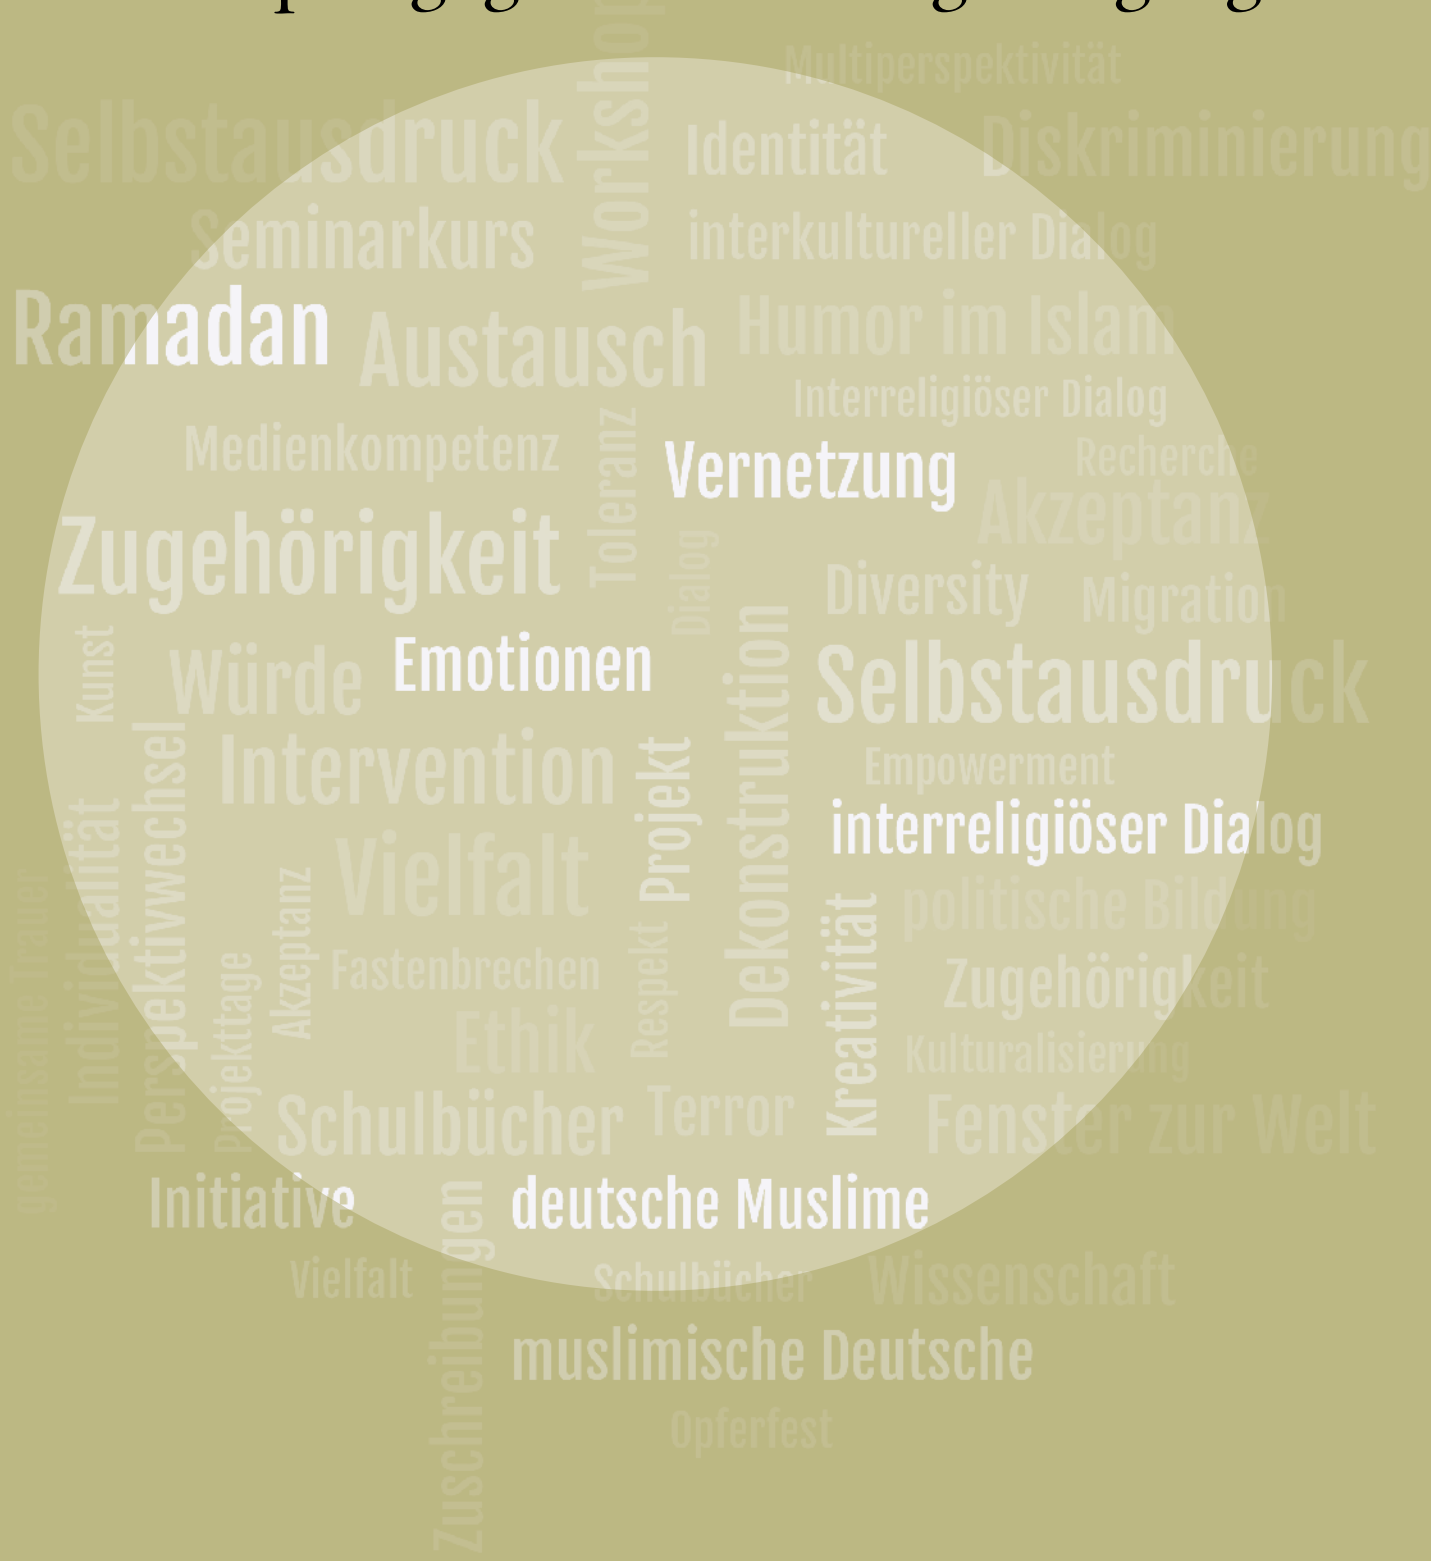 Multiperspektivität
Selbstausdruck
Workshop
Identität
Diskriminierung
Seminarkurs
interkultureller Dialog
Ramadan
Austausch
Humor im Islam
Interreligiöser Dialog
Medienkompetenz
Toleranz
Vernetzung
Recherche
Akzeptanz
Zugehörigkeit
Dialog
Diversity
Migration
Kunst
Würde
Emotionen
Dekonstruktion
Selbstausdruck
Intervention
Projekt
Empowerment
interreligiöser Dialog
Perspektivwechsel
Individualität
gemeinsame Trauer
Vielfalt
Akzeptanz
Kreativität
politische Bildung
Fastenbrechen
Respekt
Zugehörigkeit
Projekttage
Ethik
Kulturalisierung
Schulbücher
Terror
Fenster zur Welt
Initiative
deutsche Muslime
Zuschreibungen
Vielfalt
Schulbücher
Wissenschaft
muslimische Deutsche
Opferfest